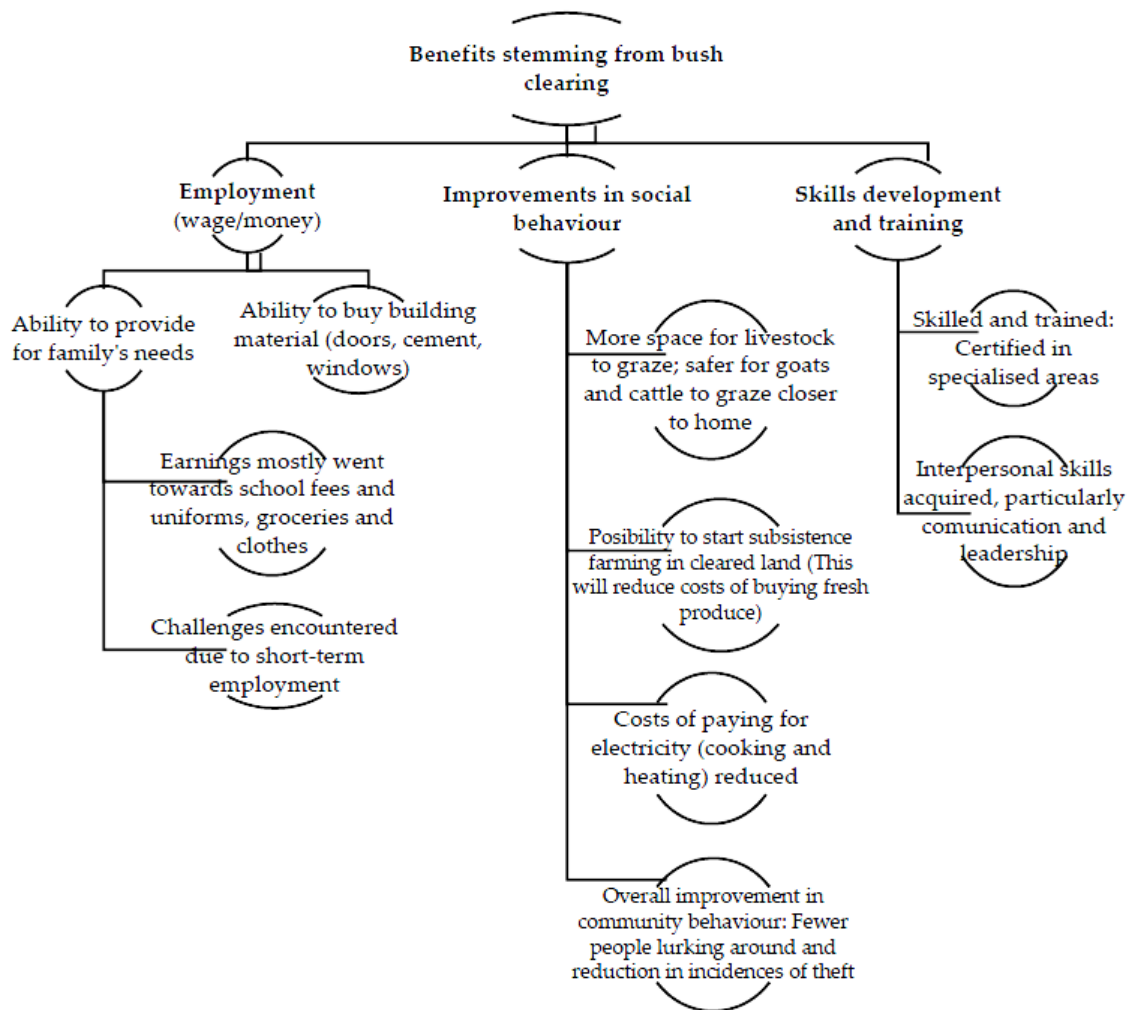 Benefits stemming from bush
clearing
Employment
(wage/money)
Improvements in social
behaviour
Skills development
and training
Ability to provide
for family's needs
Ability to buy building
material (doors, cement,
windows)
Earnings mostly went
towards school fees and
uniforms, groceries and
clothes
Challenges encountered
due to short-term
employment
More space for livestock
to graze; safer for goats
and cattle to graze closer
to home
Posibility to start subsistence
farming in cleared land (This
will reduce costs of buying fresh
produce)
Costs of paying for
electricity (cooking and
heating) reduced
Overall improvement in
community behaviour: Fewer
people lurking around and
reduction in incidences of theft
Skilled and trained:
Certified in
specialised areas
Interpersonal skills
acquired, particularly
comunication and
leadership